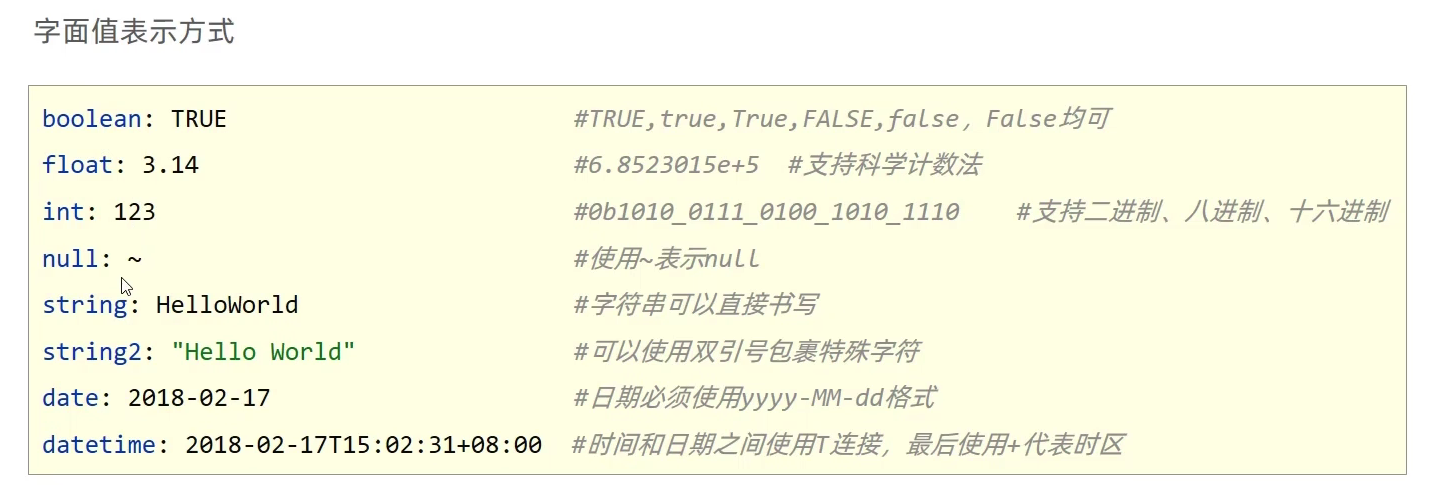 字面值表示方式
boolean: TRUE #TRUE,true,True,FALSE,false, False均可
float: 3.14 #6.8523015e+5 #支持科学计数法
int: 123 #0b1010_0111_0100_1010_1110 #支持二进制、八进制、十六进制
null: ~ #使用~表示null
string: HelloWorld #字符串可以直接书写
string2: "Hello World" #可以使用双引号包裹特殊字符
date: 2018-02-17 #日期必须使用yyyy-MM-dd格式
datetime: 2018-02-17T15:02:31+08:00 #时间和日期之间使用T连接，最后使用+代表时区